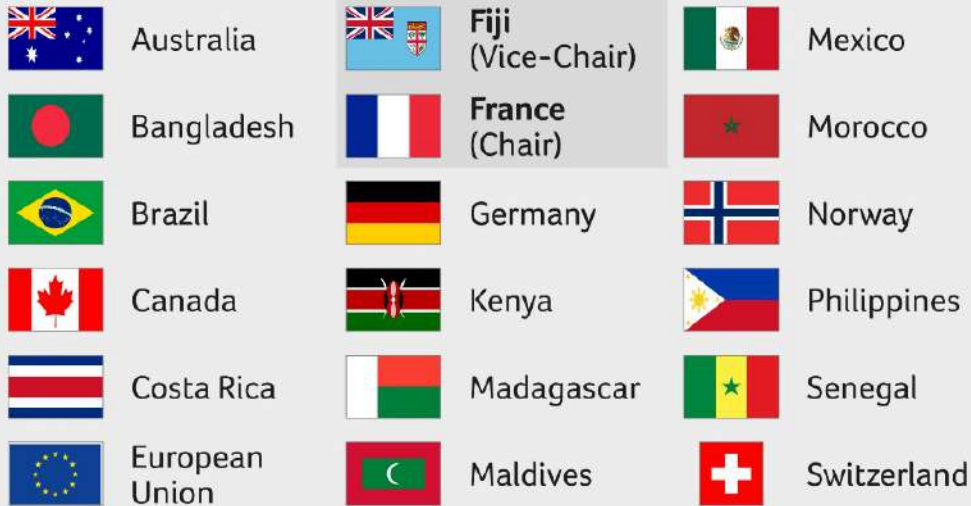 Australia
Bangladesh
Brazil
Canada
Costa Rica
European
Union
Fiji
(Vice-Chair)
France
(Chair)
Germany
Kenya
Madagascar
Maldives
Mexico
Morocco
Norway
Philippines
Senegal
Switzerland